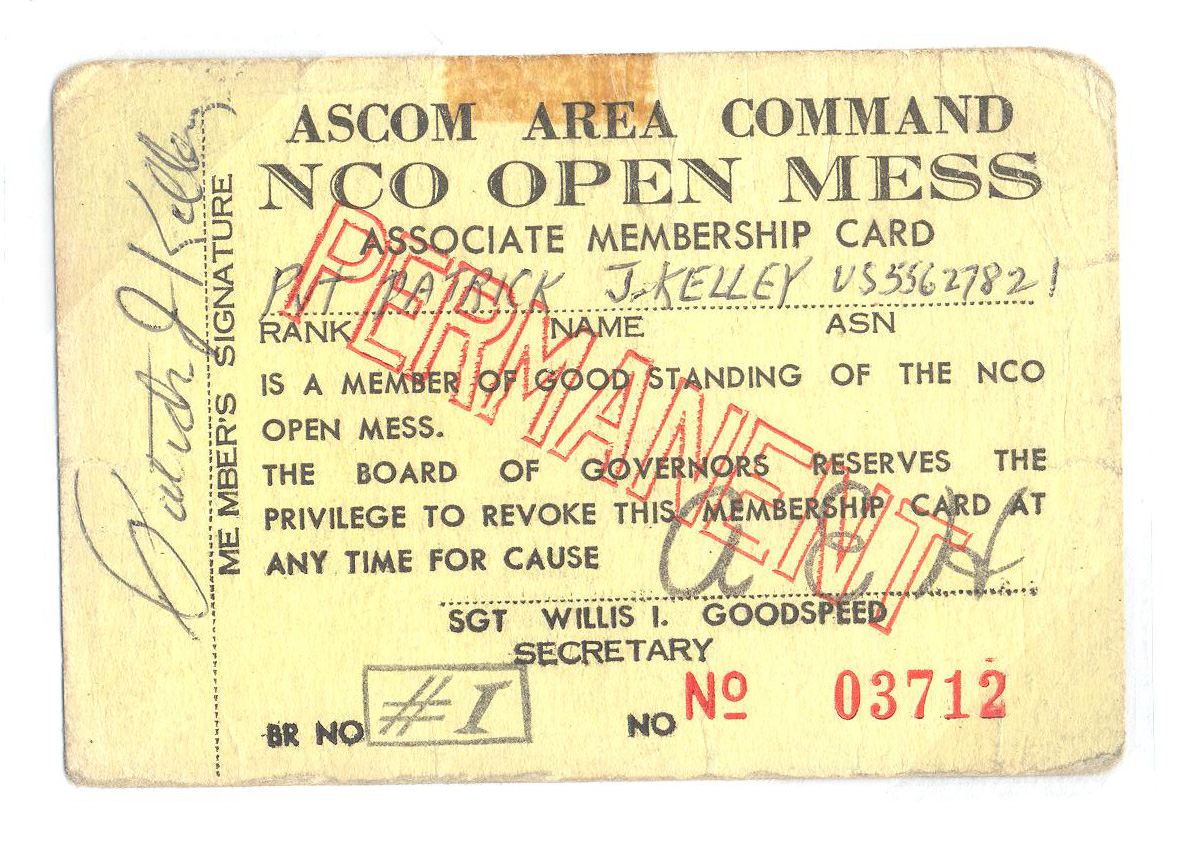 ASCOM AREA COMMAND
NCO OPEN MESS
ASSOCIATE MEMBERSHIP CARD
PVT PATRICK J. KELLEY US55627821
RANK NAME ASN
IS A MEMBER OF GOOD STANDING OF THE NCO
OPEN MESS.
THE BOARD OF GOVERNORS RESERVES THE
PRIVILEGE TO REVOKE THIS MEMBERSHIP CARD AT
ANY TIME FOR CAUSE
SGT WILLIS I. GOODSPEED
SECRETARY
BR NO #1 NO No 03712
PERMANENT
MEMBER'S SIGNATURE
Patrick J Kelley